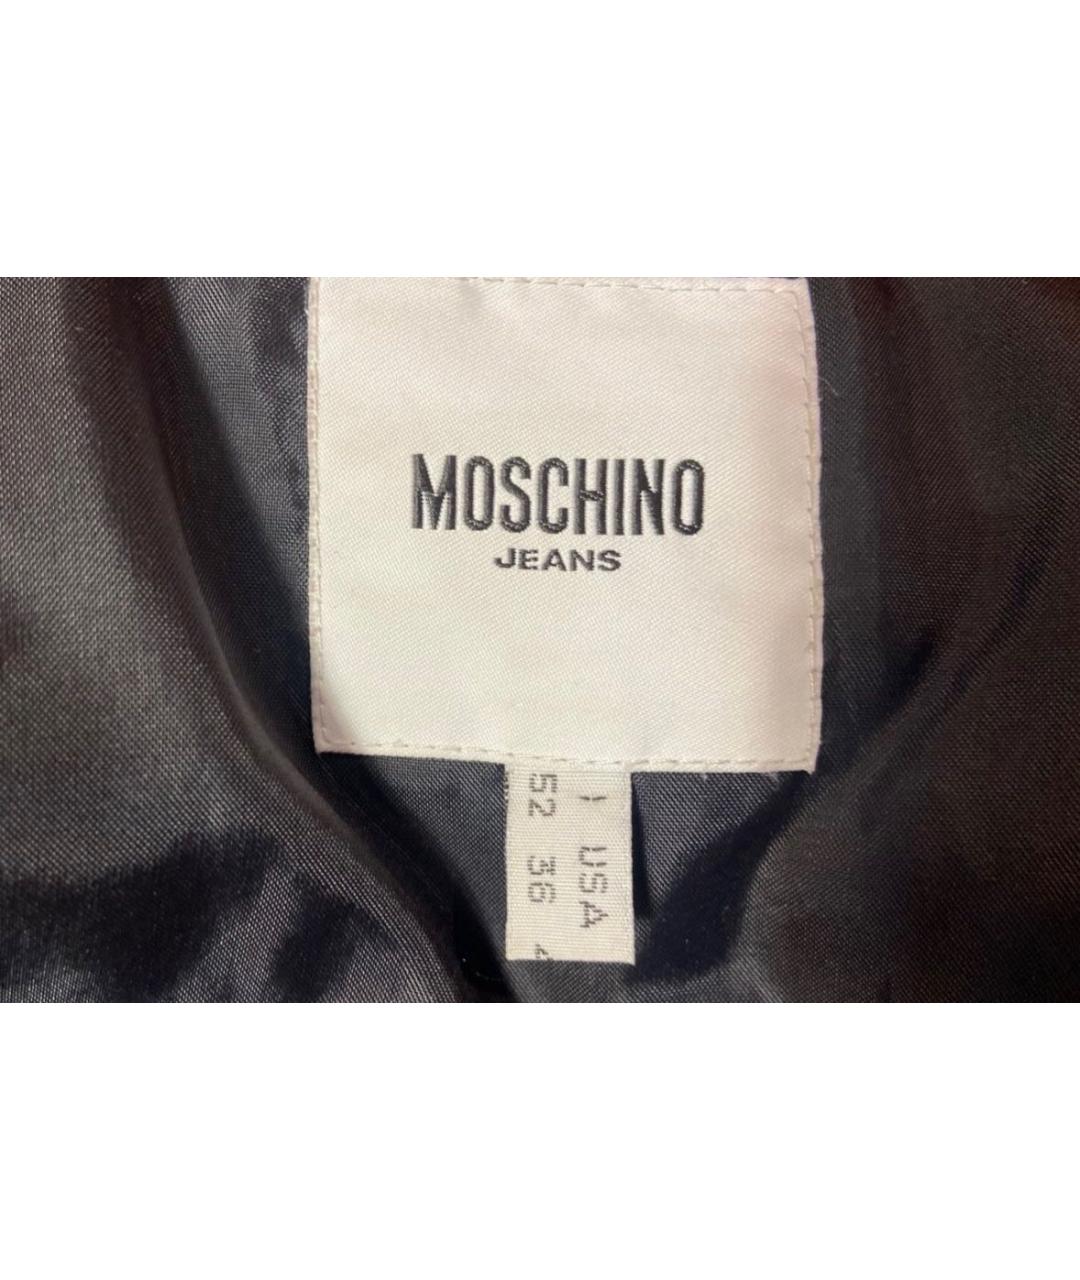 MOSCHINO
JEANS
I USA
52 36